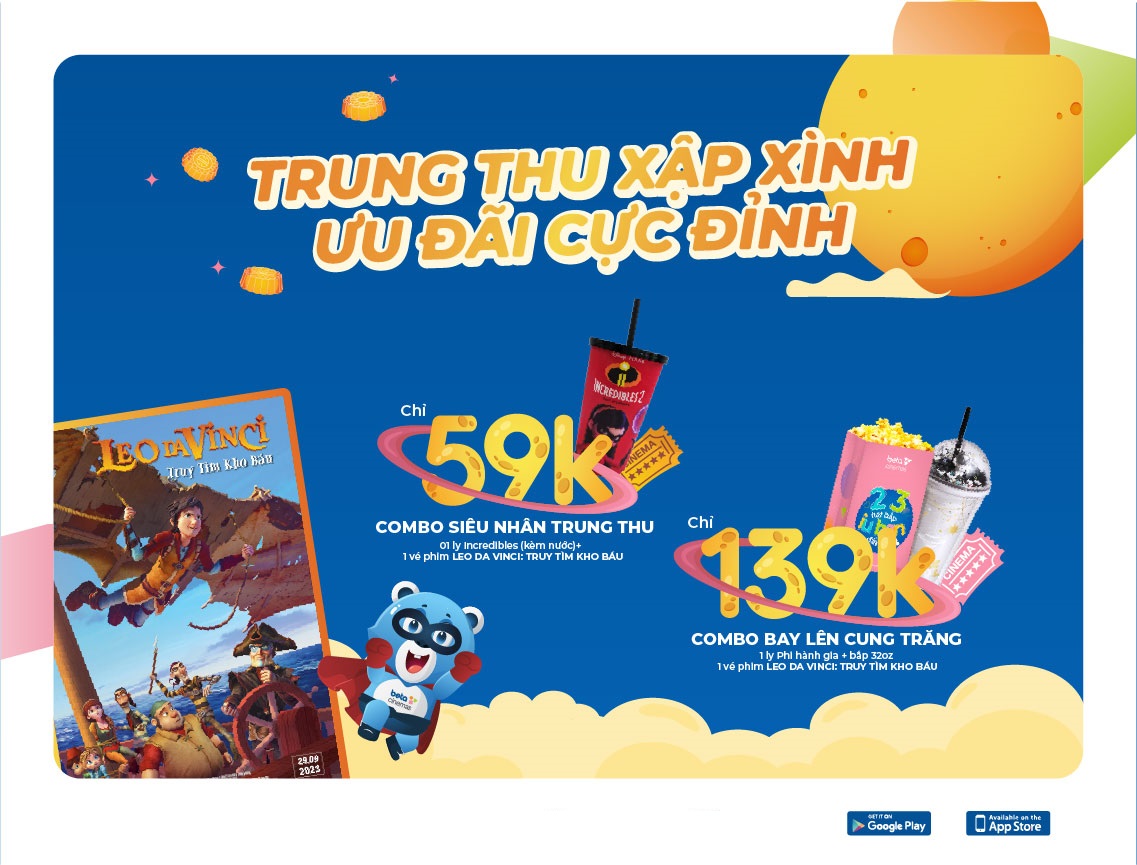 TRUNG THU XẬP XÌNH
ƯU ĐÃI CỰC ĐỈNH
Chỉ
59K
INCREDIBLES 2
CINEMA
COMBO SIÊU NHÂN TRUNG THU
01 ly Incredibles (kèm nước)+
1 vé phim LEO DA VINCI: TRUY TÌM KHO BÁU
Chỉ
139K
beta
cinemas
23
CINEMA
COMBO BAY LÊN CUNG TRĂNG
1 ly Phi hành gia + bắp 32oz
1 vé phim LEO DA VINCI: TRUY TÌM KHO BÁU
LEO DA VINCI
TRUY TÌM KHO BÁU
29.09
2023
beta
cinemas
GET IT ON
Google Play
Available on the
App Store